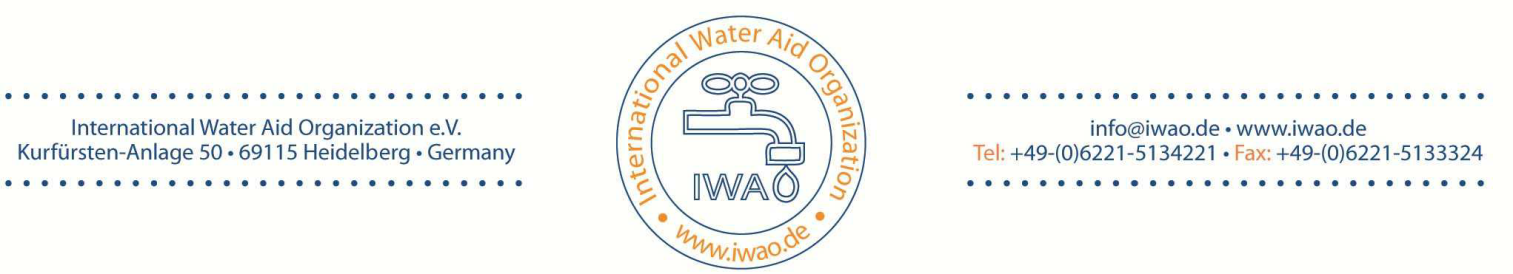 International Water Aid Organization e.V.
Kurfürsten-Anlage 50 • 69115 Heidelberg • Germany
International Water Aid Organization
IWAO
• www.iwao.de •
info@iwao.de • www.iwao.de
Tel: +49-(0)6221-5134221 • Fax: +49-(0)6221-5133324